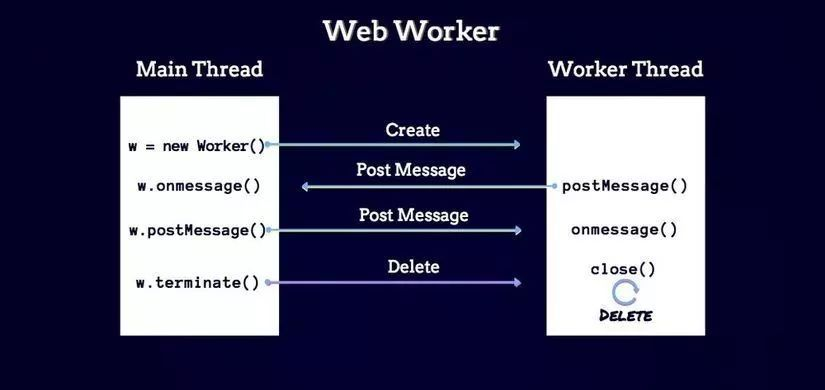 Web Worker
Main Thread
Worker Thread
w = new Worker()
Create
w.onmessage()
Post Message
postMessage()
w.postMessage()
Post Message
onmessage()
w.terminate()
Delete
close()
DELETE